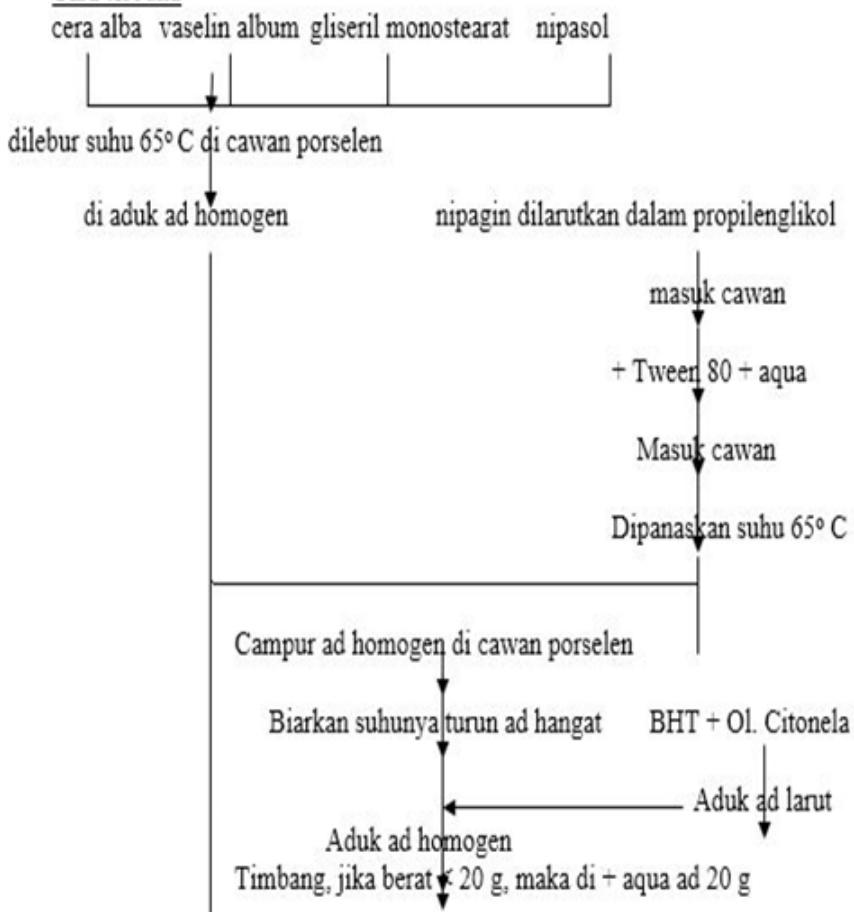 cera alba vaselin album gliseril monostearat nipasol
dilebur suhu 65º C di cawan porselen
di aduk ad homogen
nipagin dilarutkan dalam propilenglikol
masuk cawan
+ Tween 80 + aqua
Masuk cawan
Dipanaskan suhu 65º C
Campur ad homogen di cawan porselen
Biarkan suhunya turun ad hangat
BHT + Ol. Citonela
Aduk ad larut
Aduk ad homogen
Timbang, jika berat < 20 g, maka di + aqua ad 20 g